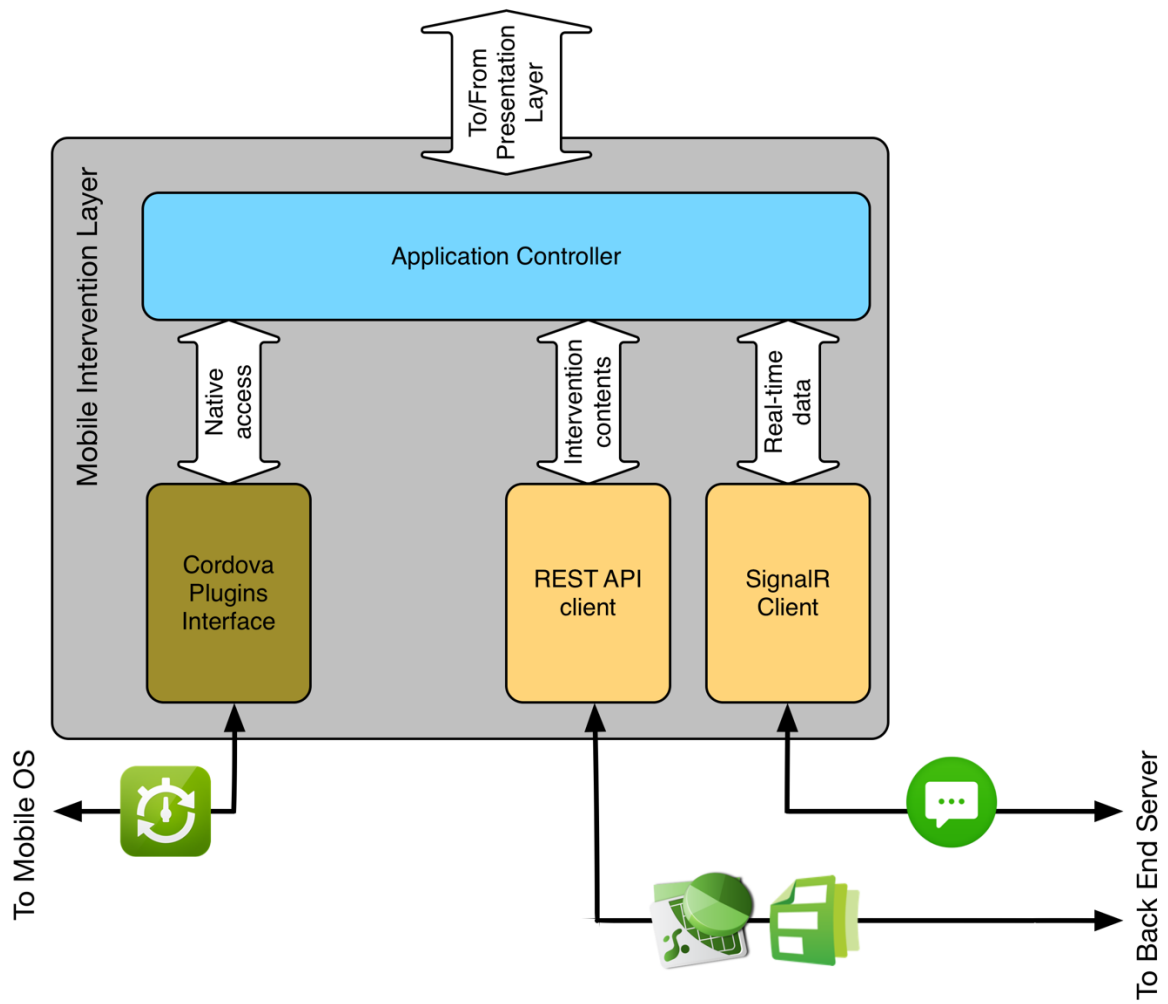 To/From
Presentation
Layer
Mobile Intervention Layer
Application Controller
Native
access
Intervention
contents
Real-time
data
Cordova
Plugins
Interface
REST API
client
SignalR
Client
To Mobile OS
To Back End Server